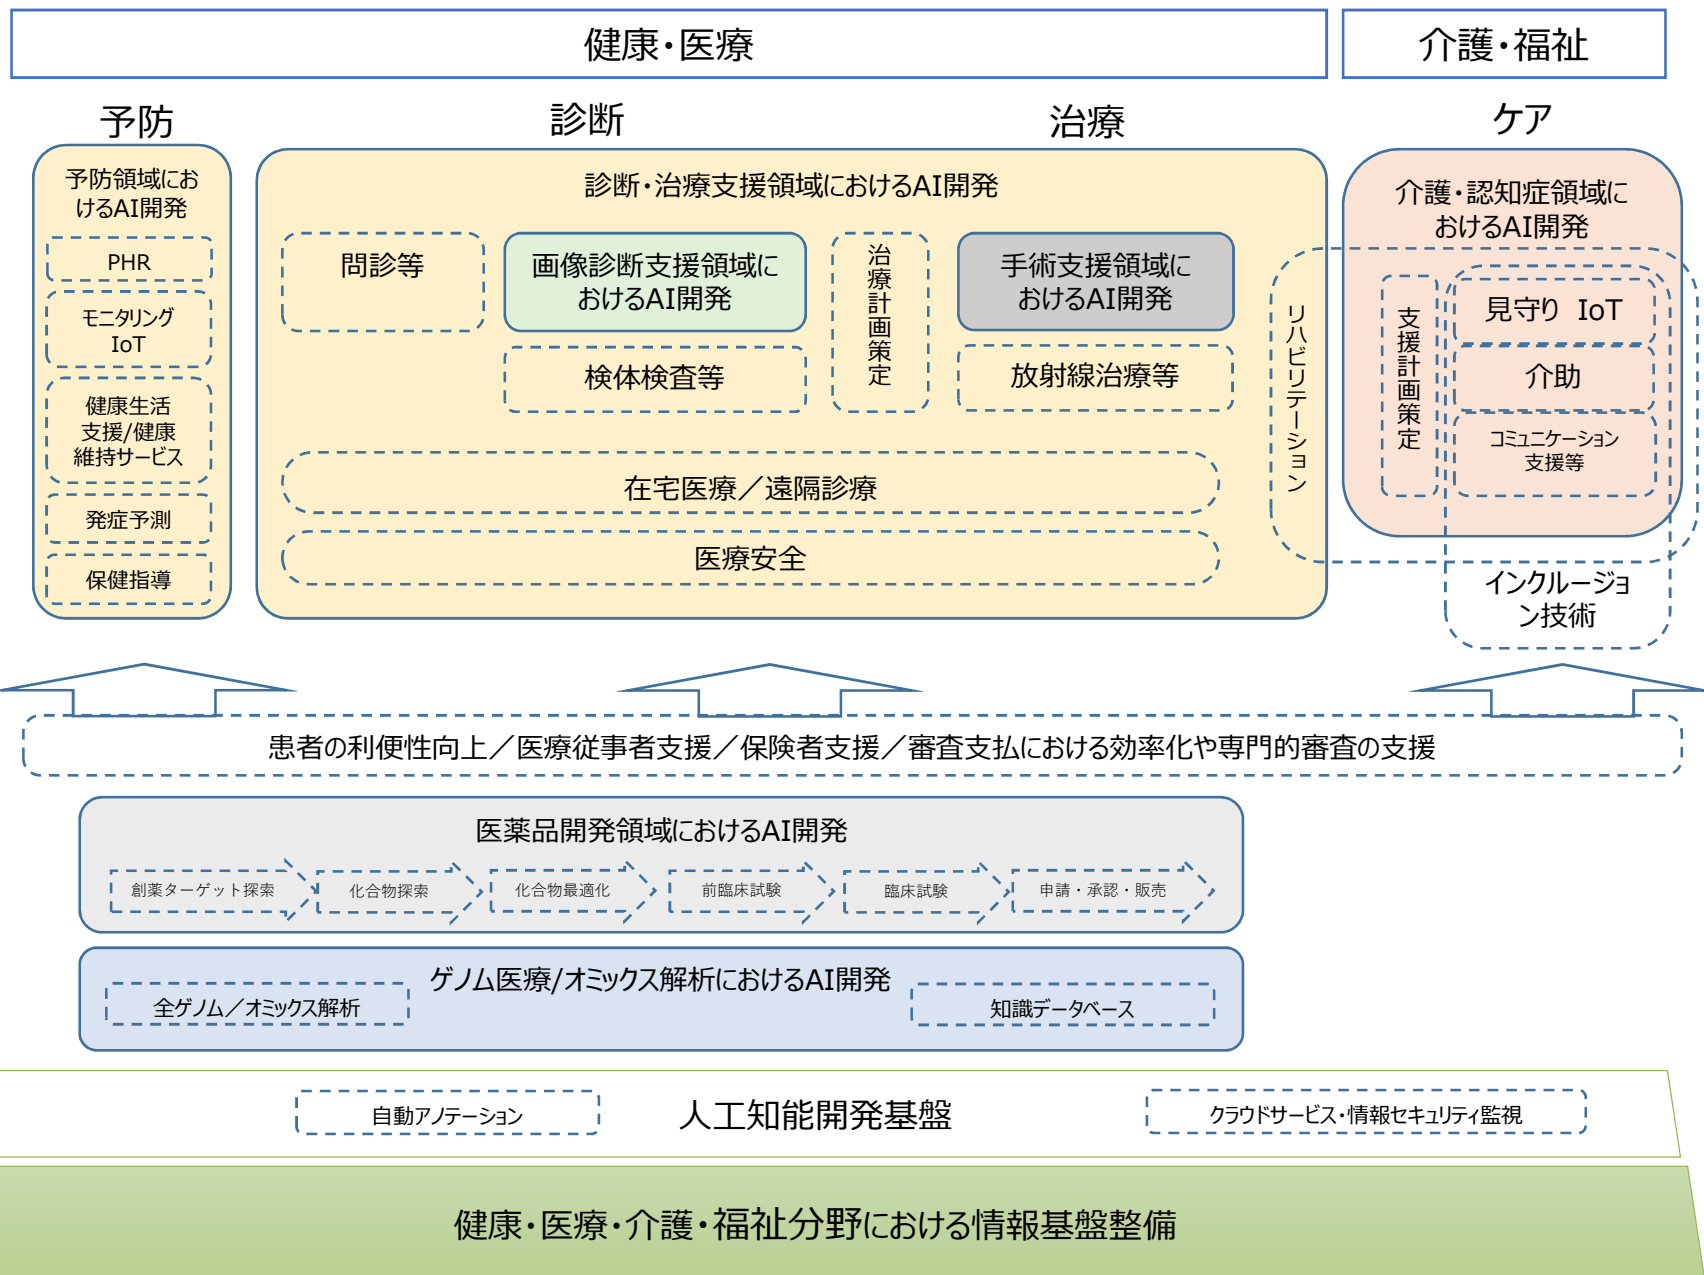 健康・医療
介護・福祉
予防
診断
治療
ケア
予防領域にお
けるAI開発
PHR
モニタリング
IoT
健康生活
支援/健康
維持サービス
発症予測
保健指導
診断・治療支援領域におけるAI開発
問診等
画像診断支援領域に
おけるAI開発
検体検査等
治療計画策定
手術支援領域に
おけるAI開発
放射線治療等
在宅医療／遠隔診療
医療安全
リハビリテーション
介護・認知症領域に
おけるAI開発
支援計画策定
見守り IoT
介助
コミュニケーション
支援等
インクルージョ
ン技術
患者の利便性向上／医療従事者支援／保険者支援／審査支払における効率化や専門的審査の支援
医薬品開発領域におけるAI開発
創薬ターゲット探索
化合物探索
化合物最適化
前臨床試験
臨床試験
申請・承認・販売
ゲノム医療/オミックス解析におけるAI開発
全ゲノム／オミックス解析
知識データベース
自動アノテーション
人工知能開発基盤
クラウドサービス・情報セキュリティ監視
健康・医療・介護・福祉分野における情報基盤整備